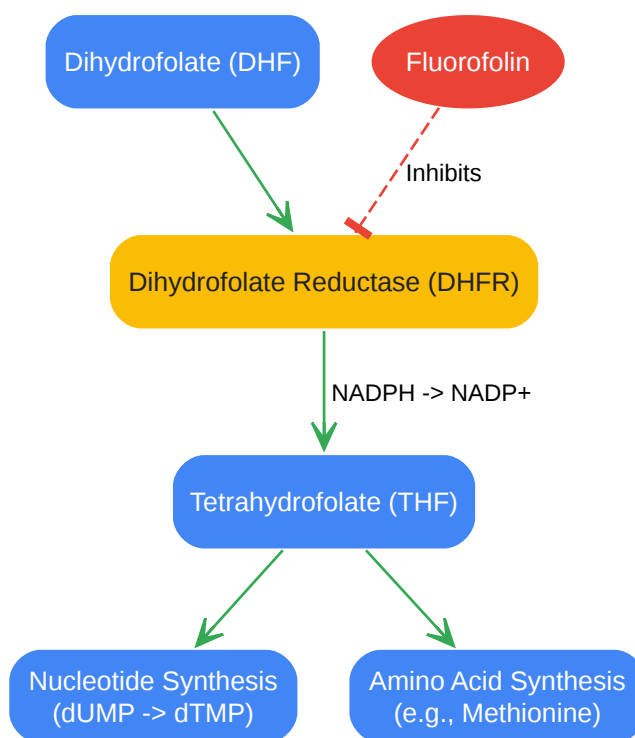 Dihydrofolate (DHF)
Fluorofolin
Inhibits
Dihydrofolate Reductase (DHFR)
NADPH -> NADP+
Tetrahydrofolate (THF)
Nucleotide Synthesis
(dUMP -> dTMP)
Amino Acid Synthesis
(e.g., Methionine)